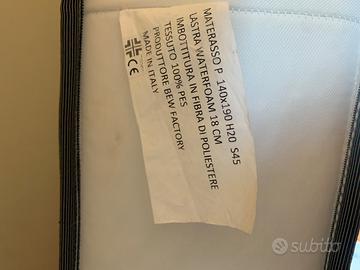 MATERASSO P 140x190 H20 S45
LASTRA WATERFOAM 18 CM
IMBOTTITURA IN FIBRA DI POLIESTERE
TESSUTO 100% PES
PRODUTTORE BEW FACTORY
MADE IN ITALY
CE
subito